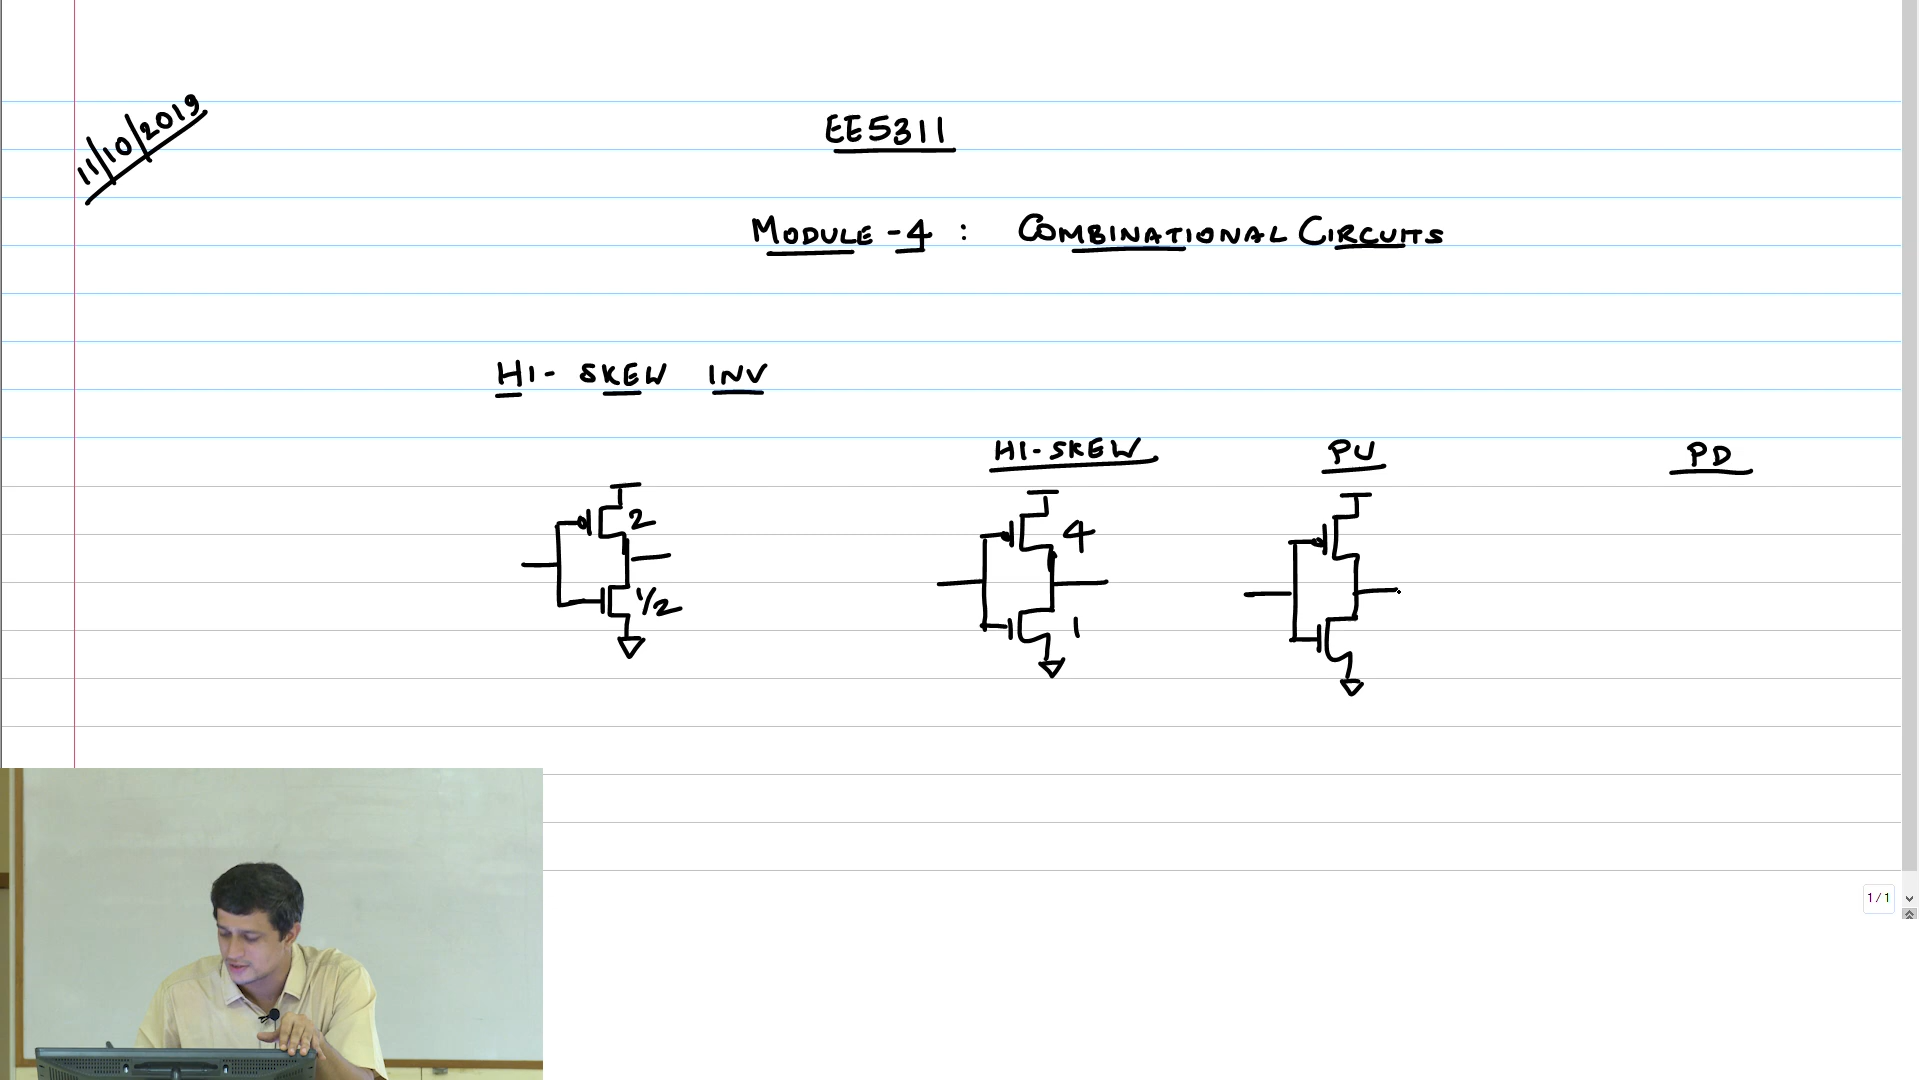 11/10/2019
EE5311
MODULE - 4 : COMBINATIONAL CIRCUITS
HI- SKEW INV
HI-SKEW PU PD
2
1/2
4
1
1/1